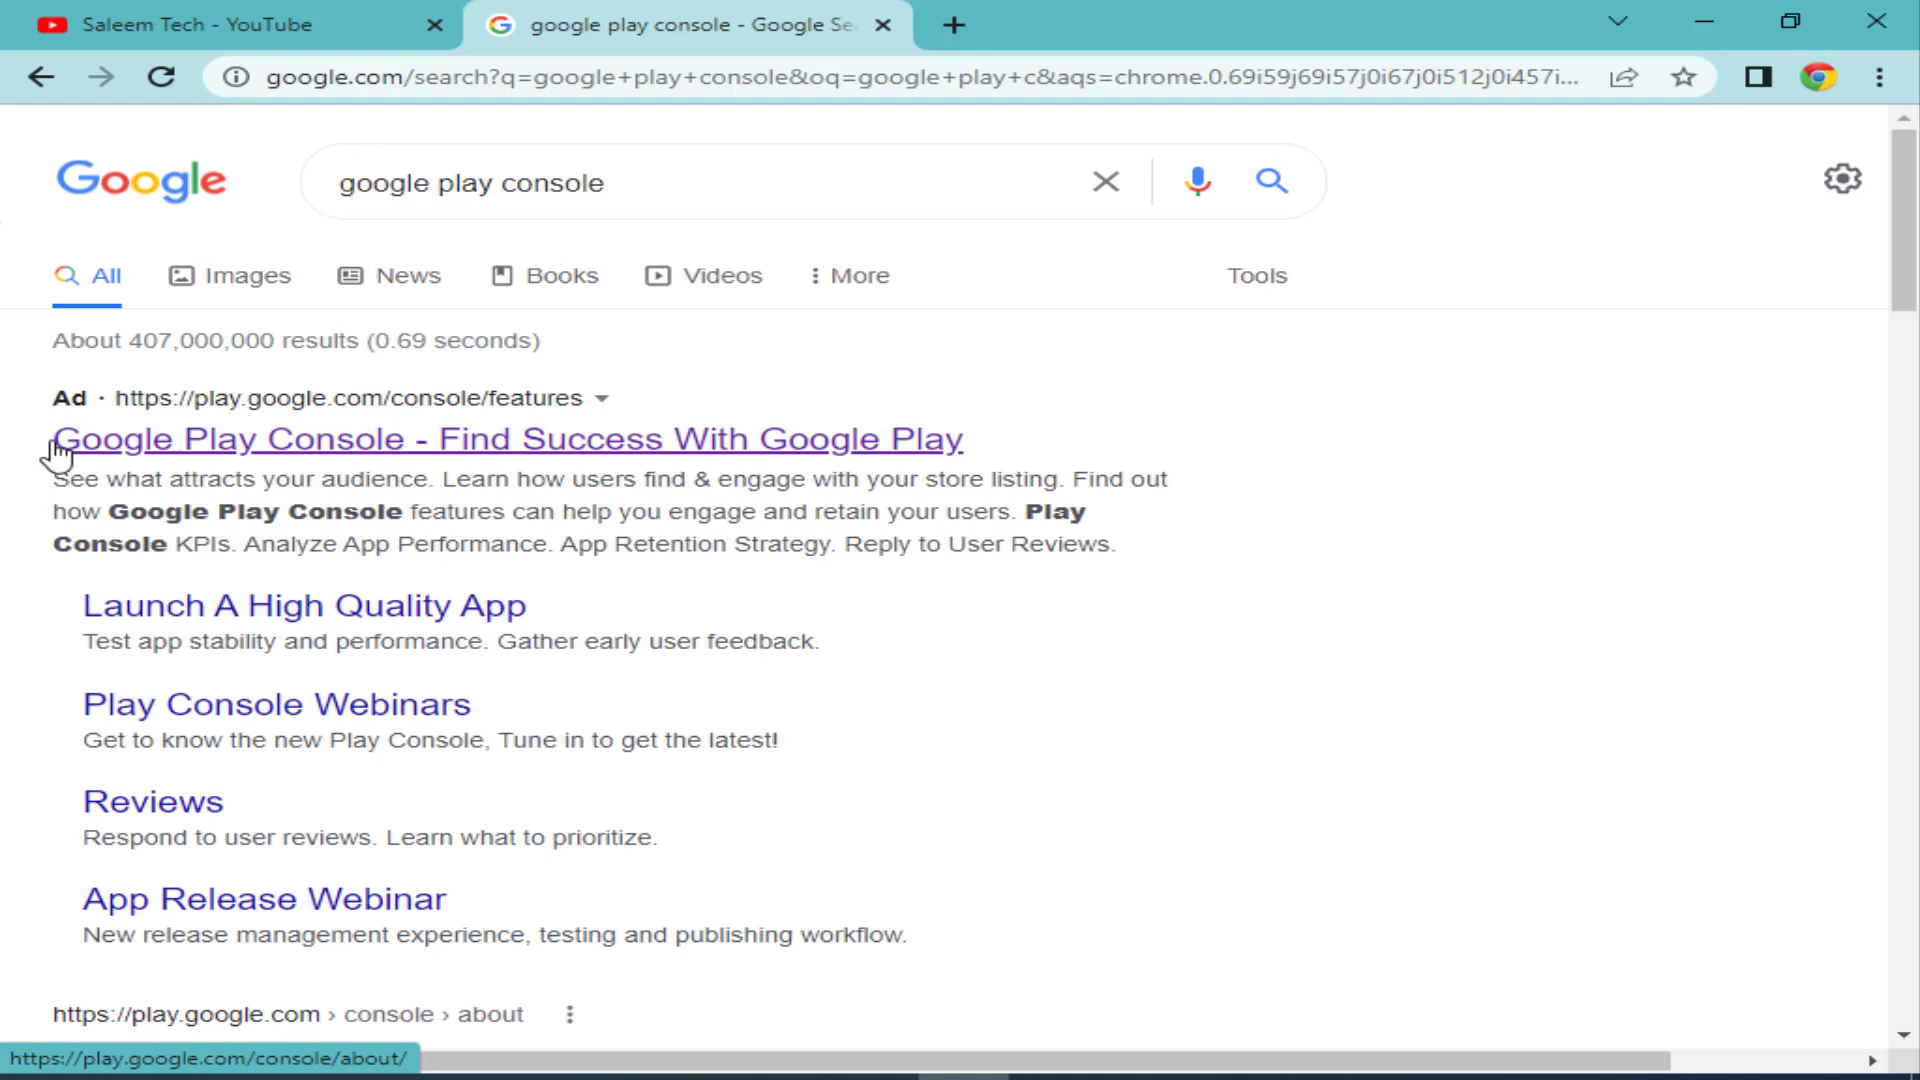 Saleem Tech - YouTube
google play console - Google Se
google.com/search?q=google+play+console&oq=google+play+c&aqs=chrome.0.69i59j69i57j0i67j0i512j0i457i...
Google
google play console
All
Images
News
Books
Videos
More
Tools
About 407,000,000 results (0.69 seconds)
Ad · https://play.google.com/console/features
Google Play Console - Find Success With Google Play
See what attracts your audience. Learn how users find & engage with your store listing. Find out
how Google Play Console features can help you engage and retain your users. Play
Console KPIs. Analyze App Performance. App Retention Strategy. Reply to User Reviews.
Launch A High Quality App
Test app stability and performance. Gather early user feedback.
Play Console Webinars
Get to know the new Play Console, Tune in to get the latest!
Reviews
Respond to user reviews. Learn what to prioritize.
App Release Webinar
New release management experience, testing and publishing workflow.
https://play.google.com › console › about
https://play.google.com/console/about/